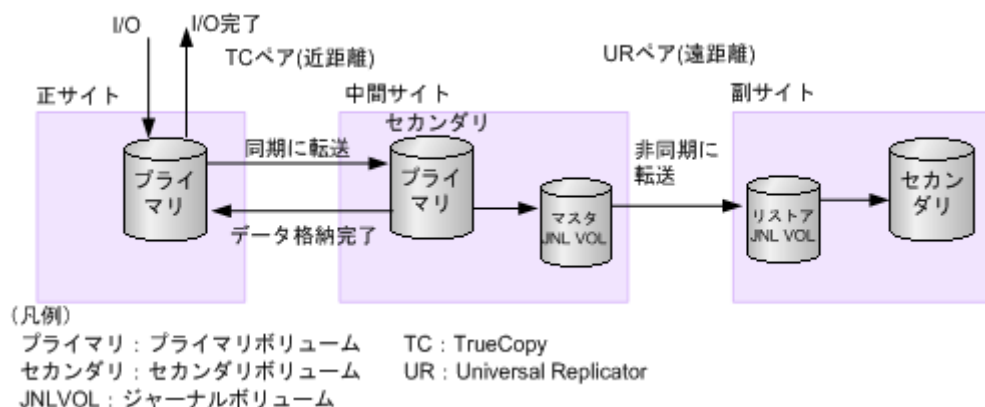 I/O
I/O完了
TCペア(近距離)
URペア(遠距離)
正サイト
中間サイト
副サイト
セカンダリ
プライ
マリ
同期に転送
データ格納完了
プライ
マリ
マスタ
JNL VOL
非同期に
転送
リストア
JNL VOL
セカン
ダリ
(凡例)
プライマリ：プライマリボリューム
TC：TrueCopy
セカンダリ：セカンダリボリューム
UR：Universal Replicator
JNLVOL：ジャーナルボリューム